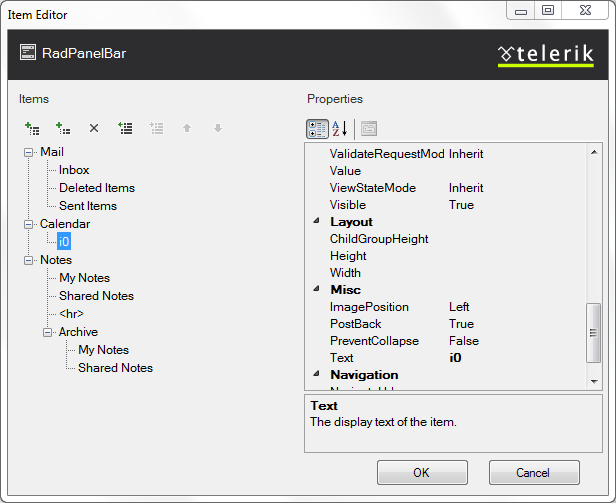 Item Editor
RadPanelBar
telerik
Items
Properties
Mail
Inbox
Deleted Items
Sent Items
Calendar
i0
Notes
My Notes
Shared Notes
<hr>
Archive
My Notes
Shared Notes
A
Z
ValidateRequestMod Inherit
Value
ViewStateMode Inherit
Visible True
Layout
ChildGroupHeight
Height
Width
Misc
ImagePosition Left
PostBack True
PreventCollapse False
Text i0
Navigation
Text
The display text of the item.
OK
Cancel